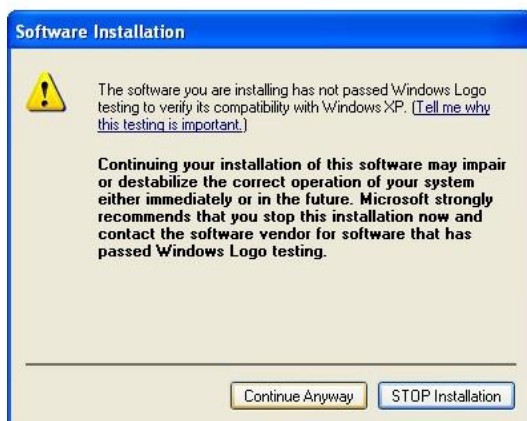 Software Installation
The software you are installing has not passed Windows Logo
testing to verify its compatibility with Windows XP. (Tell me why
this testing is important.)
Continuing your installation of this software may impair
or destabilize the correct operation of your system
either immediately or in the future. Microsoft strongly
recommends that you stop this installation now and
contact the software vendor for software that has
passed Windows Logo testing.
Continue Anyway
STOP Installation